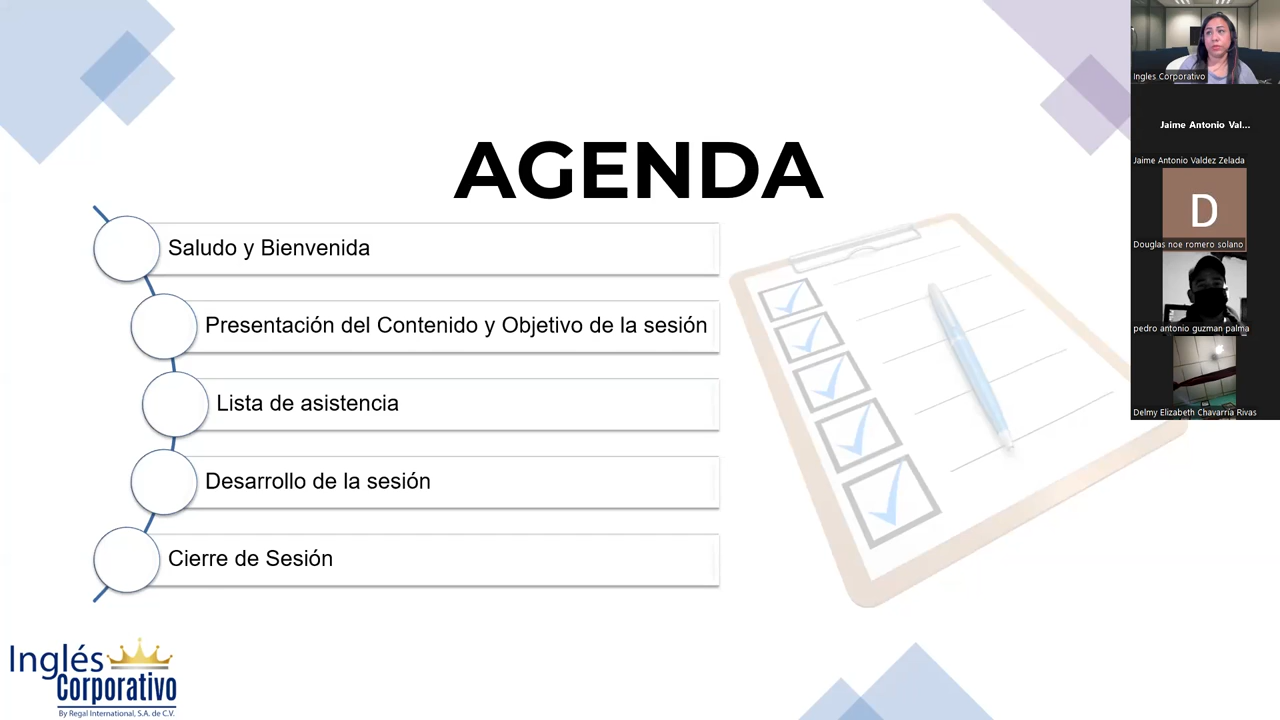 AGENDA
Saludo y Bienvenida
Presentación del Contenido y Objetivo de la sesión
Lista de asistencia
Desarrollo de la sesión
Cierre de Sesión
Inglés
Corporativo
By Regal International, S.A. de C.V.
Ingles Corporativo
Jaime Antonio Val...
Jaime Antonio Valdez Zelada
D
Douglas noe romero solano
pedro antonio guzman palma
Delmy Elizabeth Chavarría Rivas